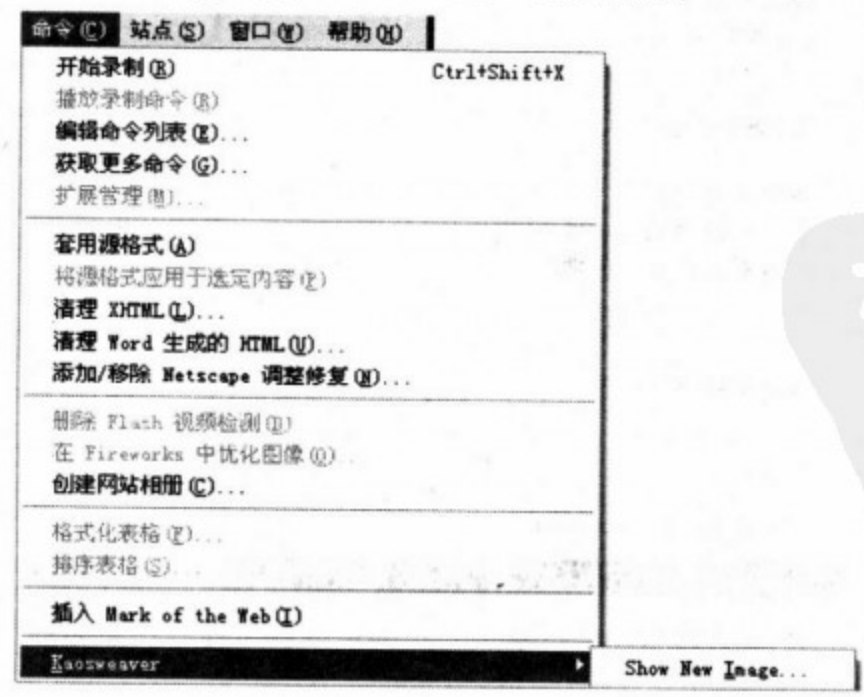 命令(C) 站点(S) 窗口(W) 帮助(H)
开始录制(R) Ctrl+Shift+X
播放录制命令(R)
编辑命令列表(E)...
获取更多命令(G)...
扩展管理(M)...
套用源格式(A)
将源格式应用于选定内容(P)
清理 XHTML(L)...
清理 Word 生成的 HTML(U)...
添加/移除 Netscape 调整修复(N)...
删除 Flash 视频检测(D)
在 Fireworks 中优化图像(O)...
创建网站相册(C)...
格式化表格(F)...
排序表格(S)...
插入 Mark of the Web(I)
Kaosweaver Show New Image...